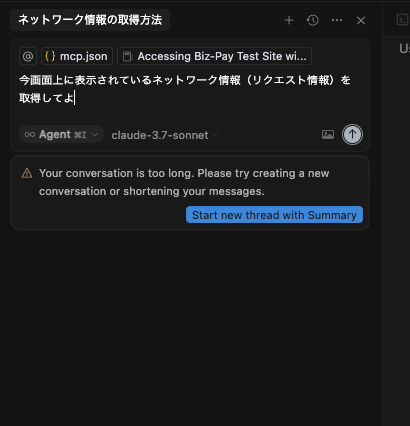 ネットワーク情報の取得方法
@ {} mcp.json Accessing Biz-Pay Test Site wi...
今画面上に表示されているネットワーク情報（リクエスト情報）を
取得してよ
∞ Agent ⌘I claude-3.7-sonnet
Your conversation is too long. Please try creating a new
conversation or shortening your messages.
Start new thread with Summary
Us